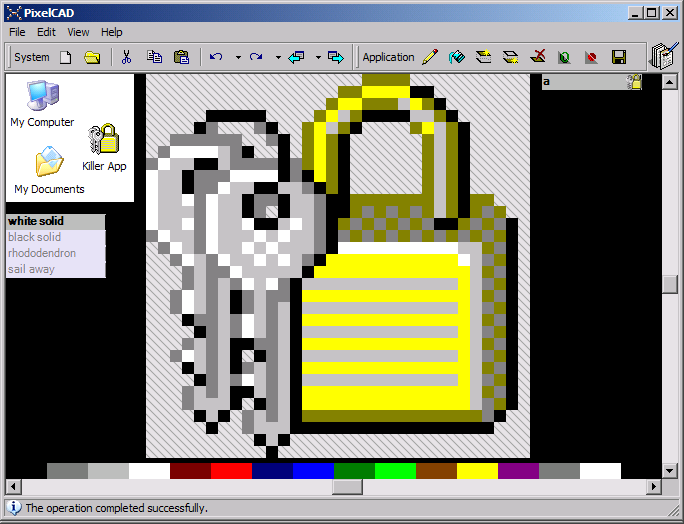 PixelCAD
File Edit View Help
System Application
My Computer
Killer App
My Documents
white solid
black solid
rhododendron
sail away
a
The operation completed successfully.